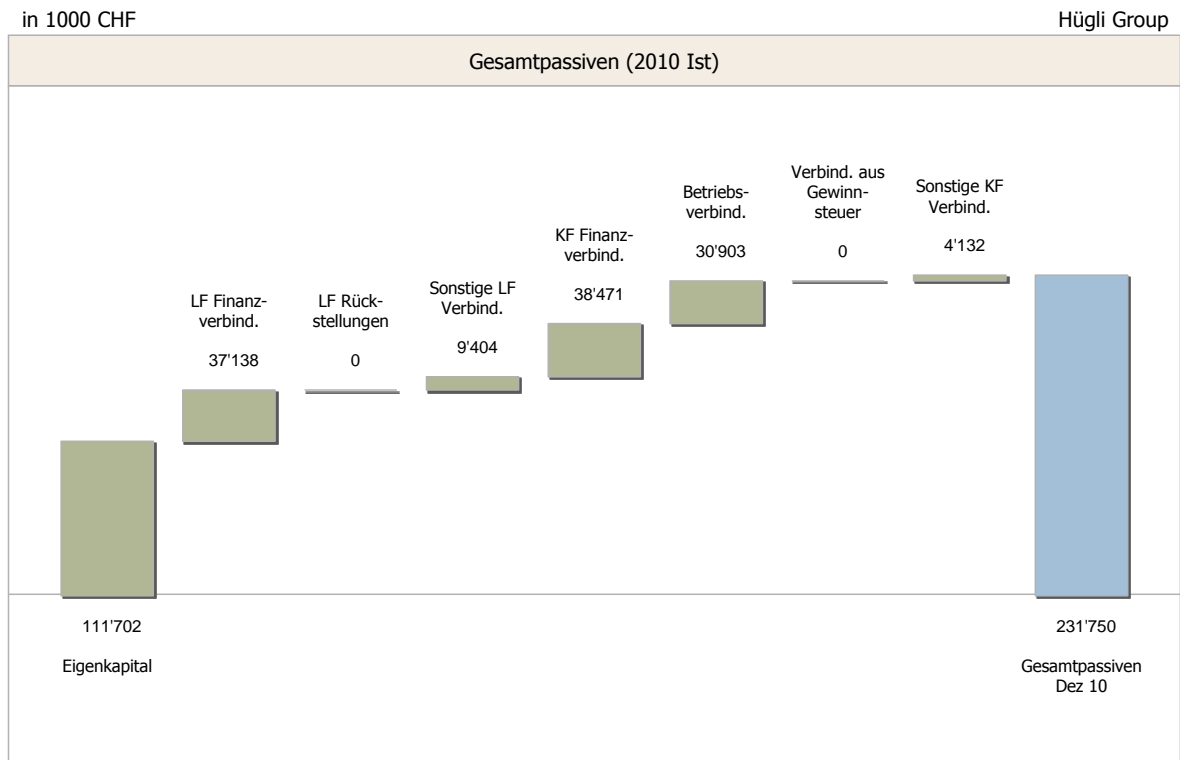 in 1000 CHF
Hügli Group
Gesamtpassiven (2010 Ist)
LF Finanz-
verbind.
37'138
LF Rück-
stellungen
0
Sonstige LF
Verbind.
9'404
KF Finanz-
verbind.
38'471
Betriebs-
verbind.
30'903
Verbind. aus
Gewinn-
steuer
0
Sonstige KF
Verbind.
4'132
111'702
Eigenkapital
231'750
Gesamtpassiven
Dez 10